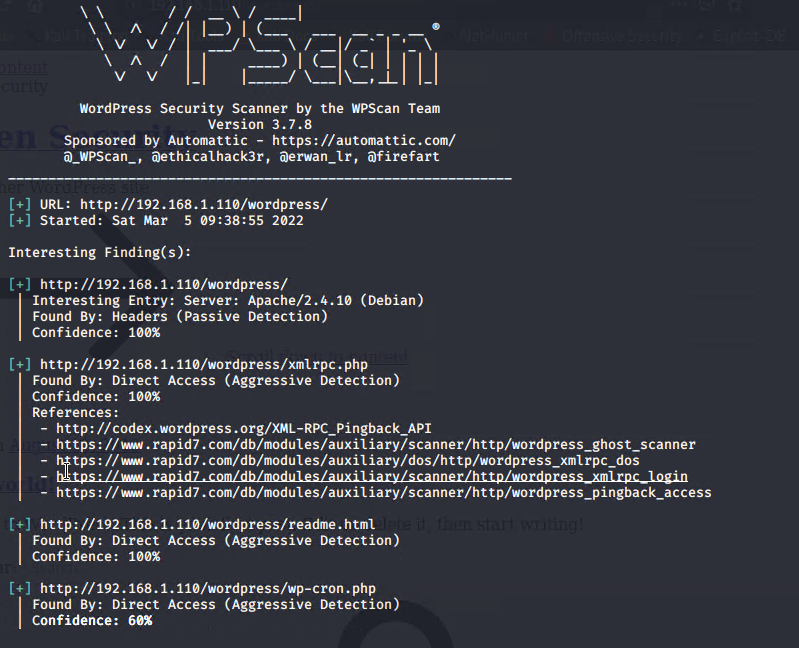 WPScan ®
WordPress Security Scanner by the WPScan Team
Version 3.7.8
Sponsored by Automattic - https://automattic.com/
@_WPScan_, @ethicalhack3r, @erwan_lr, @firefart
[+] URL: http://192.168.1.110/wordpress/
[+] Started: Sat Mar  5 09:38:55 2022
Interesting Finding(s):
[+] http://192.168.1.110/wordpress/
| Interesting Entry: Server: Apache/2.4.10 (Debian)
| Found By: Headers (Passive Detection)
| Confidence: 100%
[+] http://192.168.1.110/wordpress/xmlrpc.php
| Found By: Direct Access (Aggressive Detection)
| Confidence: 100%
| References:
|  - http://codex.wordpress.org/XML-RPC_Pingback_API
|  - https://www.rapid7.com/db/modules/auxiliary/scanner/http/wordpress_ghost_scanner
|  - https://www.rapid7.com/db/modules/auxiliary/dos/http/wordpress_xmlrpc_dos
|  - https://www.rapid7.com/db/modules/auxiliary/scanner/http/wordpress_xmlrpc_login
|  - https://www.rapid7.com/db/modules/auxiliary/scanner/http/wordpress_pingback_access
[+] http://192.168.1.110/wordpress/readme.html
| Found By: Direct Access (Aggressive Detection)
| Confidence: 100%
[+] http://192.168.1.110/wordpress/wp-cron.php
| Found By: Direct Access (Aggressive Detection)
| Confidence: 60%